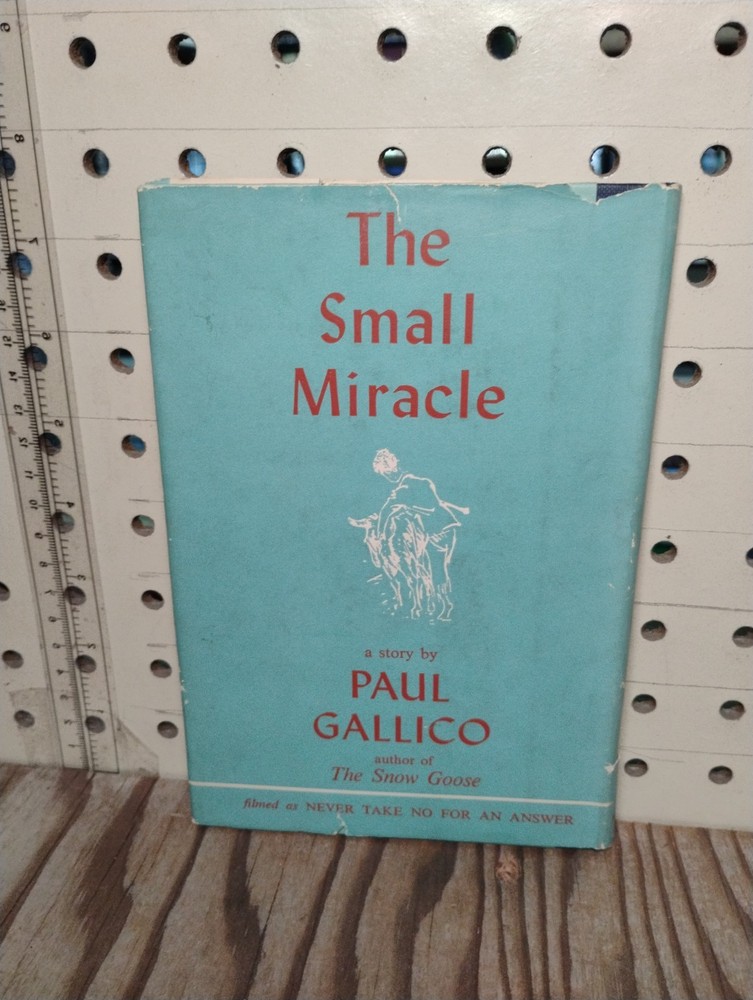 The
Small
Miracle
a story by
PAUL
GALLICO
author of
The Snow Goose
filmed as NEVER TAKE NO FOR AN ANSWER